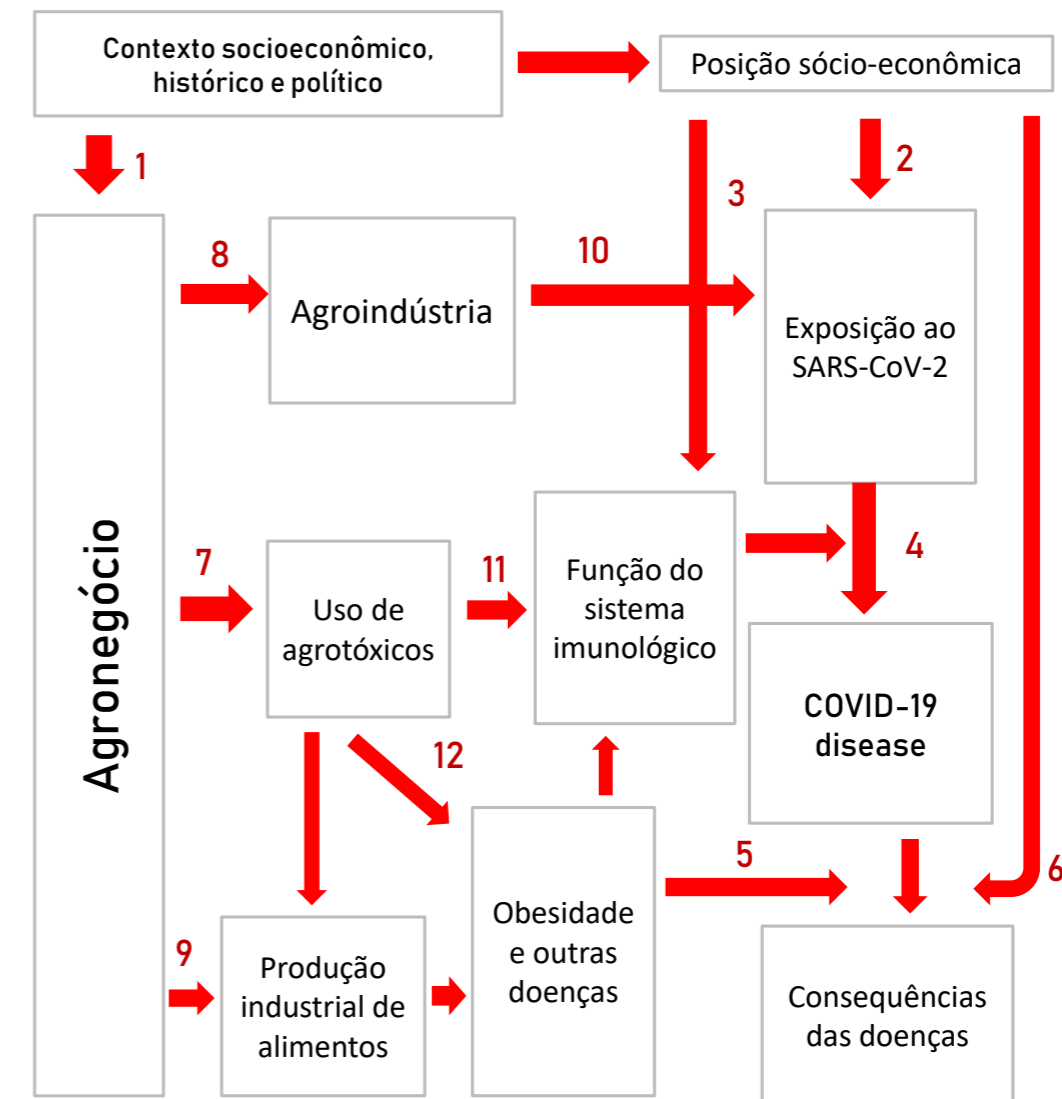 Contexto socioeconômico,
histórico e político
Posição sócio-econômica
1
2
3
8
10
Agroindústria
Exposição ao
SARS-CoV-2
Agronegócio
7
Uso de
agrotóxicos
11
Função do
sistema
imunológico
4
COVID-19
disease
12
5
6
Obesidade
e outras
doenças
9
Produção
industrial de
alimentos
Consequências
das doenças